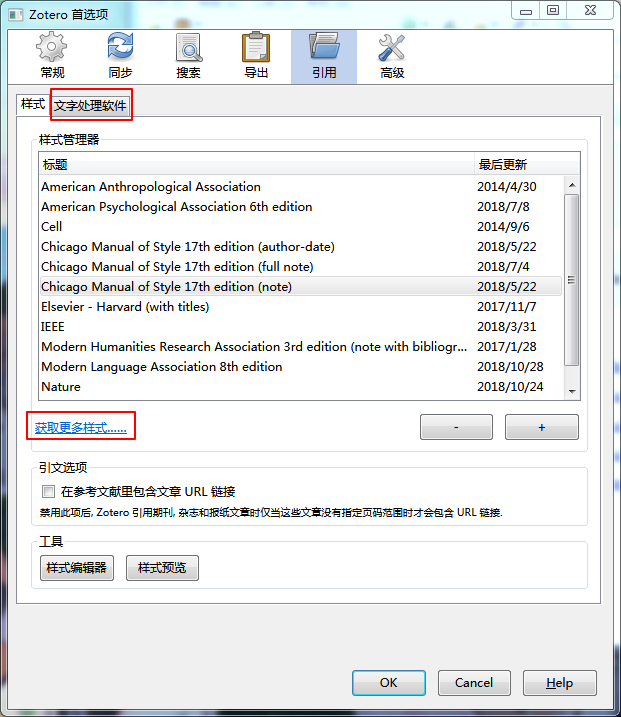 Zotero 首选项
常规 同步 搜索 导出 引用 高级
样式 文字处理软件
样式管理器
标题 最后更新
American Anthropological Association 2014/4/30
American Psychological Association 6th edition 2018/7/8
Cell 2014/9/6
Chicago Manual of Style 17th edition (author-date) 2018/5/22
Chicago Manual of Style 17th edition (full note) 2018/7/4
Chicago Manual of Style 17th edition (note) 2018/5/22
Elsevier - Harvard (with titles) 2017/11/7
IEEE 2018/3/31
Modern Humanities Research Association 3rd edition (note with bibliogr... 2017/1/28
Modern Language Association 8th edition 2018/10/28
Nature 2018/10/24
获取更多样式...... - +
引文选项
在参考文献里包含文章 URL 链接
禁用此项后, Zotero 引用期刊, 杂志和报纸文章时仅当这些文章没有指定页码范围时才会包含 URL 链接.
工具
样式编辑器 样式预览
OK Cancel Help